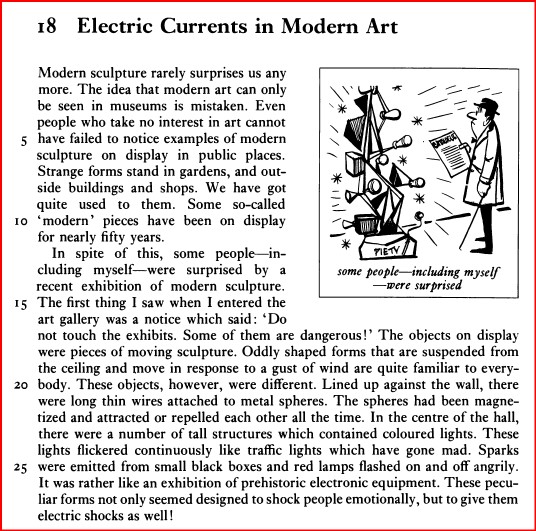 18 Electric Currents in Modern Art
Modern sculpture rarely surprises us any
more. The idea that modern art can only
be seen in museums is mistaken. Even
people who take no interest in art cannot
5 have failed to notice examples of modern
sculpture on display in public places.
Strange forms stand in gardens, and out-
side buildings and shops. We have got
quite used to them. Some so-called
10 'modern' pieces have been on display
for nearly fifty years.
In spite of this, some people—in-
cluding myself—were surprised by a
recent exhibition of modern sculpture.
15 The first thing I saw when I entered the
art gallery was a notice which said: 'Do
not touch the exhibits. Some of them are dangerous!' The objects on display
were pieces of moving sculpture. Oddly shaped forms that are suspended from
the ceiling and move in response to a gust of wind are quite familiar to every-
20 body. These objects, however, were different. Lined up against the wall, there
were long thin wires attached to metal spheres. The spheres had been magne-
tized and attracted or repelled each other all the time. In the centre of the hall,
there were a number of tall structures which contained coloured lights. These
lights flickered continuously like traffic lights which have gone mad. Sparks
25 were emitted from small black boxes and red lamps flashed on and off angrily.
It was rather like an exhibition of prehistoric electronic equipment. These pecu-
liar forms not only seemed designed to shock people emotionally, but to give them
electric shocks as well!
PIETY
some people—including myself
—were surprised